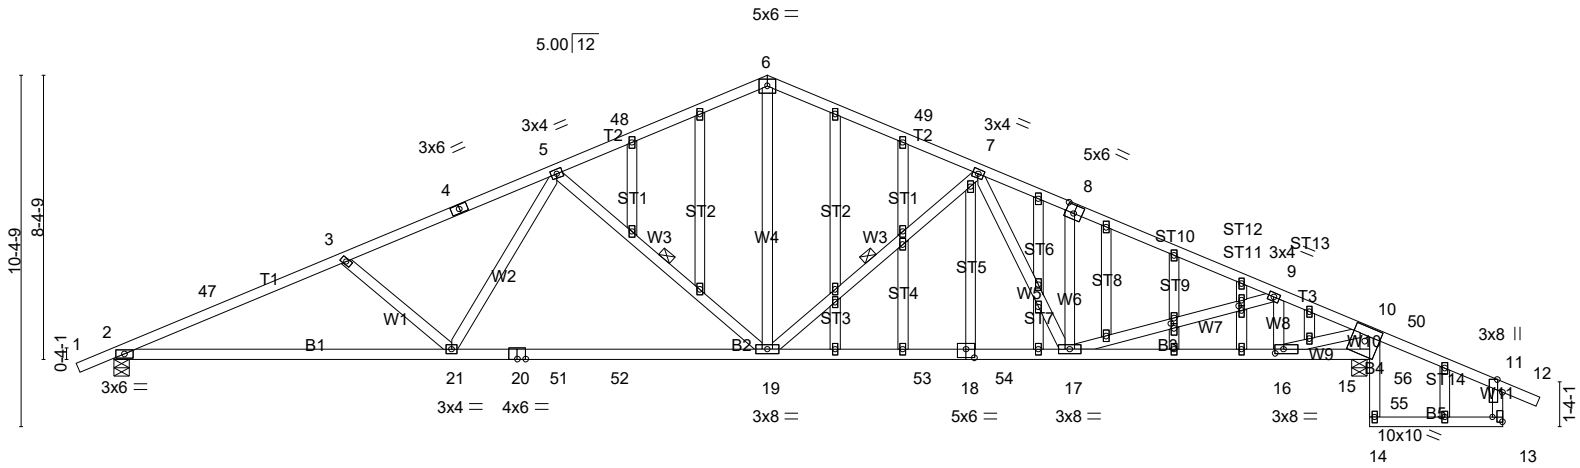 5x6 =
5.00 12
6
48
49
3x4
T2
T2
3x4
3x6
5
7
5x6
4
8
10-4-9
8-4-9
ST1
ST2
ST2
ST1
ST12
3
W3
W4
W3
ST10
ST13
ST6
ST11
3x4
9
47
T1
W2
ST5
ST8
ST9
W5
W6
T3
10
50
2
W1
ST4
ST3
ST7
W7
W8
3x8 ||
0-4-1
1
B1
B2
B3
W10
W9
11
12
3x6 =
21
20
51
52
19
53
18
54
17
16
15
B4
56
ST14
W11
1-4-1
3x4 =
4x6 =
3x8 =
5x6 =
3x8 =
3x8 =
55
B5
10x10
14
13